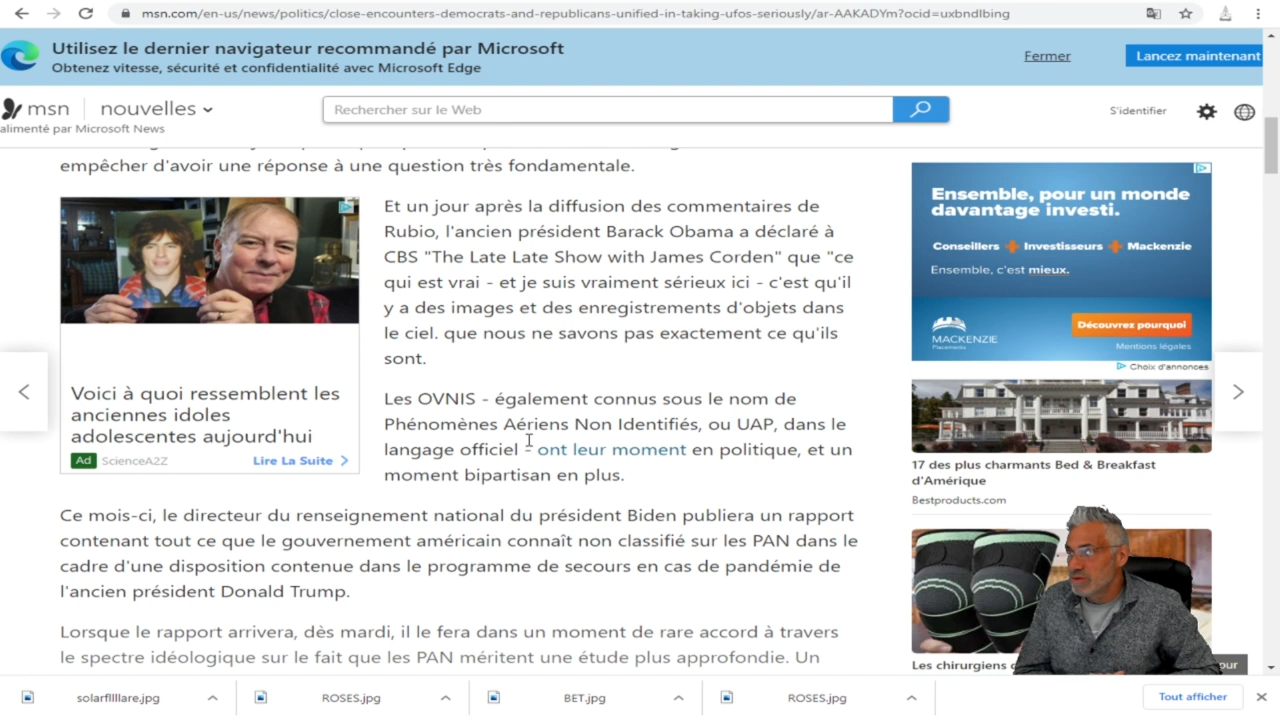 msn.com/en-us/news/politics/close-encounters-democrats-and-republicans-unified-in-taking-ufos-seriously/ar-AAKADYm?ocid=uxbndlbing
Utilisez le dernier navigateur recommandé par Microsoft
Obtenez vitesse, sécurité et confidentialité avec Microsoft Edge
Fermer
Lancez maintenant
msn
nouvelles
alimenté par Microsoft News
Rechercher sur le Web
S'identifier
empêcher d'avoir une réponse à une question très fondamentale.
Et un jour après la diffusion des commentaires de
Rubio, l'ancien président Barack Obama a déclaré à
CBS "The Late Late Show with James Corden" que "ce
qui est vrai - et je suis vraiment sérieux ici - c'est qu'il
y a des images et des enregistrements d'objets dans
le ciel. que nous ne savons pas exactement ce qu'ils
sont.
Voici à quoi ressemblent les
anciennes idoles
adolescentes aujourd'hui
Ad ScienceA2Z
Lire La Suite
Les OVNIS - également connus sous le nom de
Phénomènes Aériens Non Identifiés, ou UAP, dans le
langage officiel - ont leur moment en politique, et un
moment bipartisan en plus.
Ce mois-ci, le directeur du renseignement national du président Biden publiera un rapport
contenant tout ce que le gouvernement américain connaît non classifié sur les PAN dans le
cadre d'une disposition contenue dans le programme de secours en cas de pandémie de
l'ancien président Donald Trump.
Lorsque le rapport arrivera, dès mardi, il le fera dans un moment de rare accord à travers
le spectre idéologique sur le fait que les PAN méritent une étude plus approfondie. Un
Ensemble, pour un monde
davantage investi.
Conseillers + Investisseurs + Mackenzie
Ensemble, c'est mieux.
MACKENZIE
Placements
Découvrez pourquoi
Mentions légales
Choix d'annonces
17 des plus charmants Bed & Breakfast
d'Amérique
Bestproducts.com
Les chirurgiens
our
solarflllllare.jpg
ROSES.jpg
BET.jpg
ROSES.jpg
Tout afficher